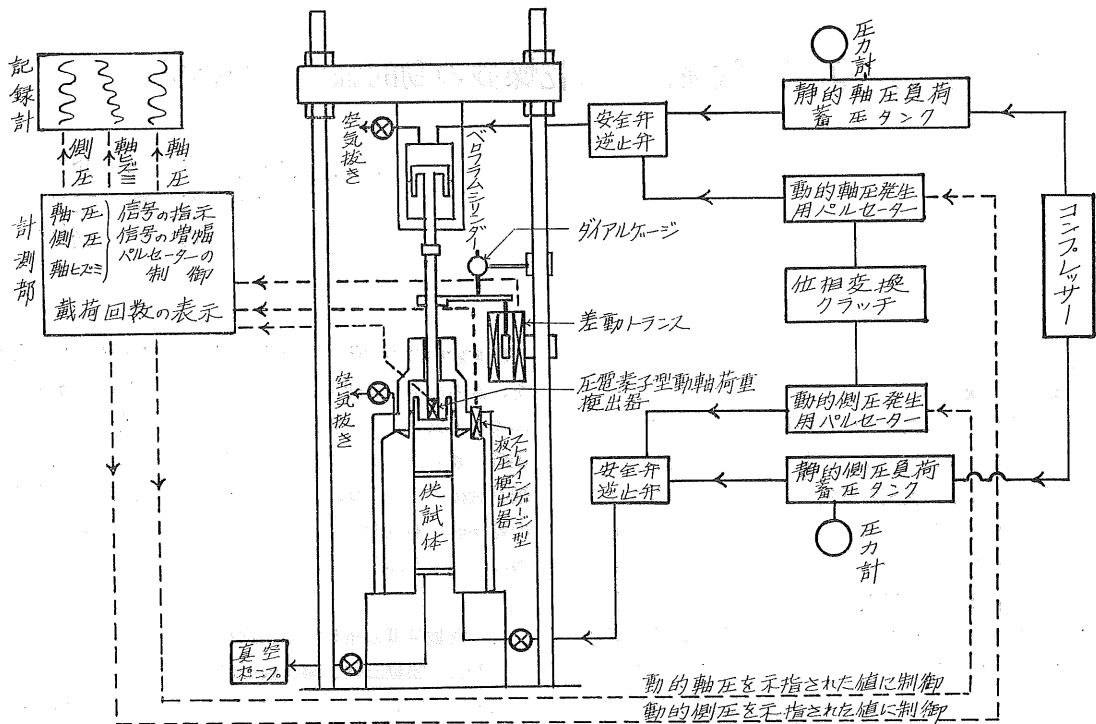 記録計
側圧
軸ヒズミ
軸圧
計測部
軸圧
側圧
軸ヒズミ
信号の指示
信号の増幅
パルセーターの
制御
載荷回数の表示
空気抜き
ベロフラムシリンダー
安全弁
逆止弁
圧力計
静的軸圧負荷
蓄圧タンク
動的軸圧発生
用パルセーター
コンプレッサー
位相変換
クラッチ
ダイアルゲージ
差動トランス
圧電素子型動軸荷重
検出器
空気抜き
ストレインゲージ型
液圧検出器
供試体
動的側圧発生
用パルセーター
安全弁
逆止弁
静的側圧負荷
蓄圧タンク
圧力計
真空
ポンプ
動的軸圧を示指された値に制御
動的側圧を示指された値に制御